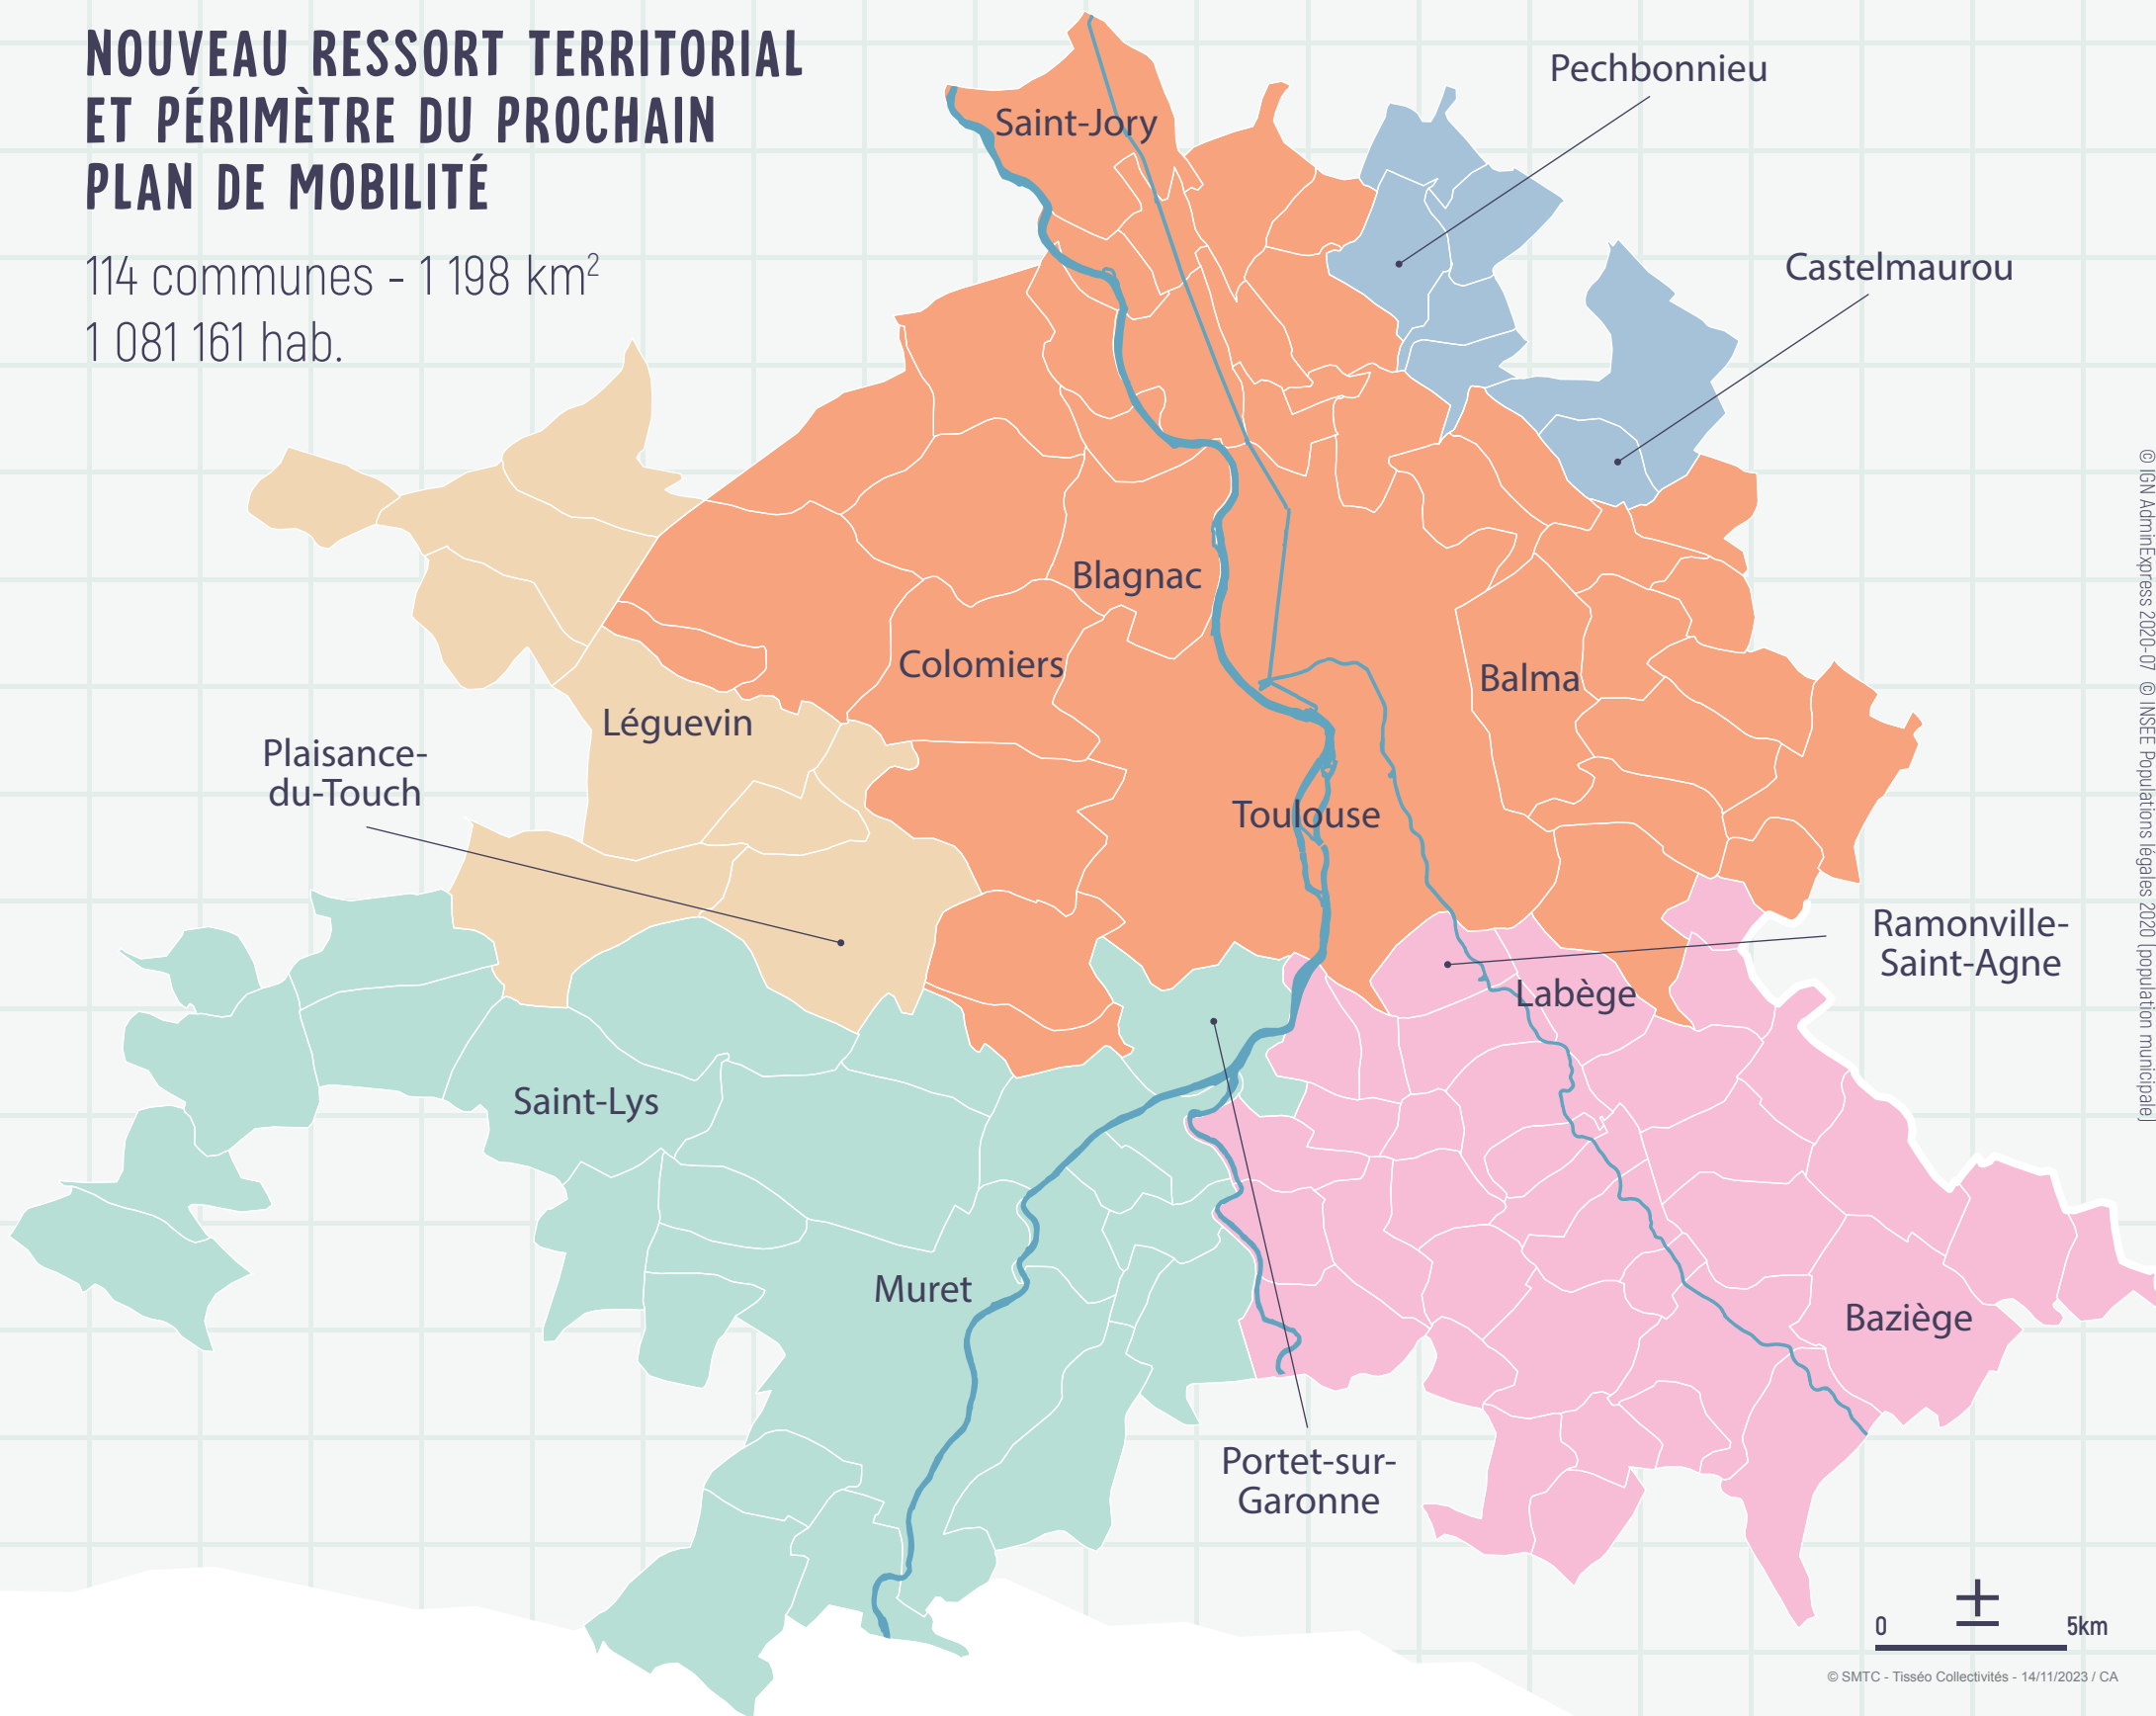 NOUVEAU RESSORT TERRITORIAL
ET PÉRIMÈTRE DU PROCHAIN
PLAN DE MOBILITÉ
114 communes - 1 198 km²
1 081 161 hab.
Pechbonnieu
Saint-Jory
Castelmaurou
Blagnac
Colomiers
Balma
Léguevin
Plaisance-
du-Touch
Toulouse
Ramonville-
Saint-Agne
Labège
Saint-Lys
Muret
Baziège
Portet-sur-
Garonne
0 5km
© SMTC - Tisséo Collectivités - 14/11/2023 / CA
© IGN AdminExpress 2020-07 © INSEE Populations légales 2020 (population municipale)